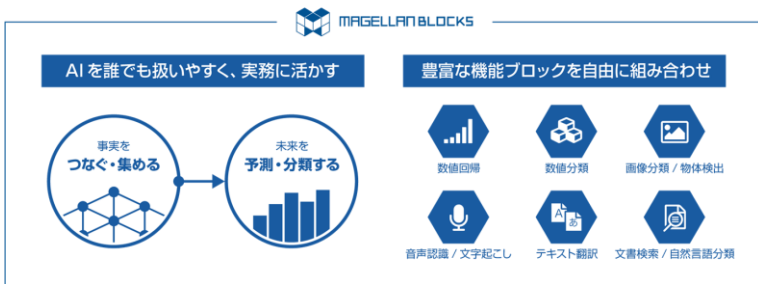 MAGELLAN BLOCKS
AIを誰でも扱いやすく、実務に活かす
事実を
つなぐ・集める
未来を
予測・分類する
豊富な機能ブロックを自由に組み合わせ
数値回帰
数値分類
画像分類 / 物体検出
A
あ
音声認識 / 文字起こし
テキスト翻訳
文書検索 / 自然言語分類